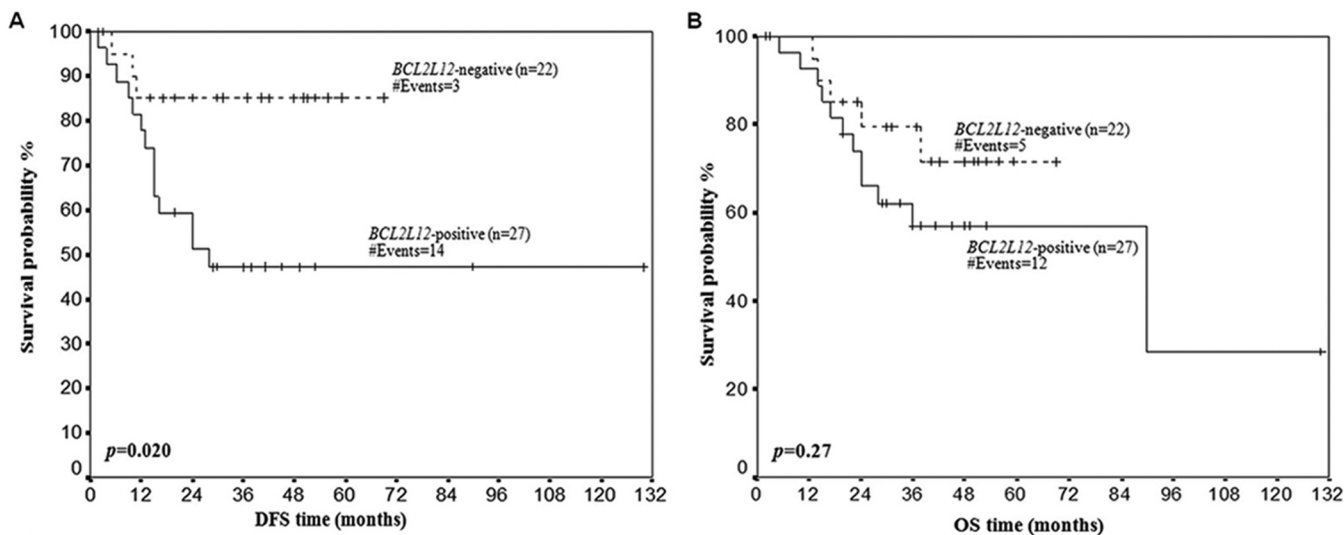 A
Survival probability %
100
90
80
70
60
50
40
30
20
10
0
BCL2L12-negative (n=22)
#Events=3
BCL2L12-positive (n=27)
#Events=14
p=0.020
0 12 24 36 48 60 72 84 96 108 120 132
DFS time (months)
B
Survival probability %
100
80
60
40
20
0
BCL2L12-negative (n=22)
#Events=5
BCL2L12-positive (n=27)
#Events=12
p=0.27
0 12 24 36 48 60 72 84 96 108 120 132
OS time (months)